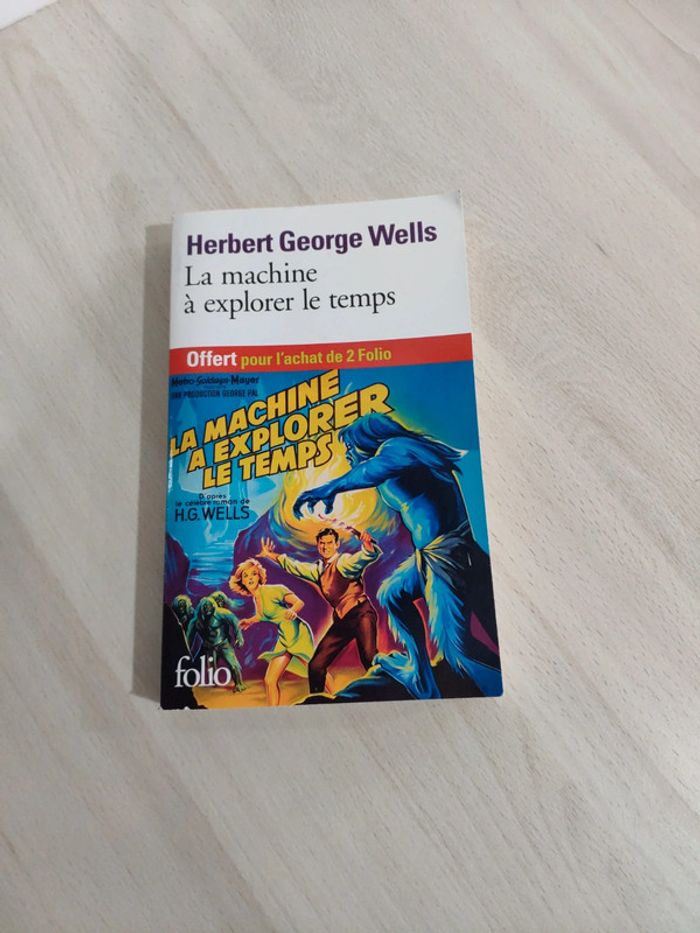 Herbert George Wells
La machine
à explorer le temps
Offert pour l'achat de 2 Folio
Metro-Goldwyn-Mayer
UNE PRODUCTION GEORGE PAL
LA MACHINE
A EXPLORER
LE TEMPS
D'après
le célèbre roman de
H.G. WELLS
folio